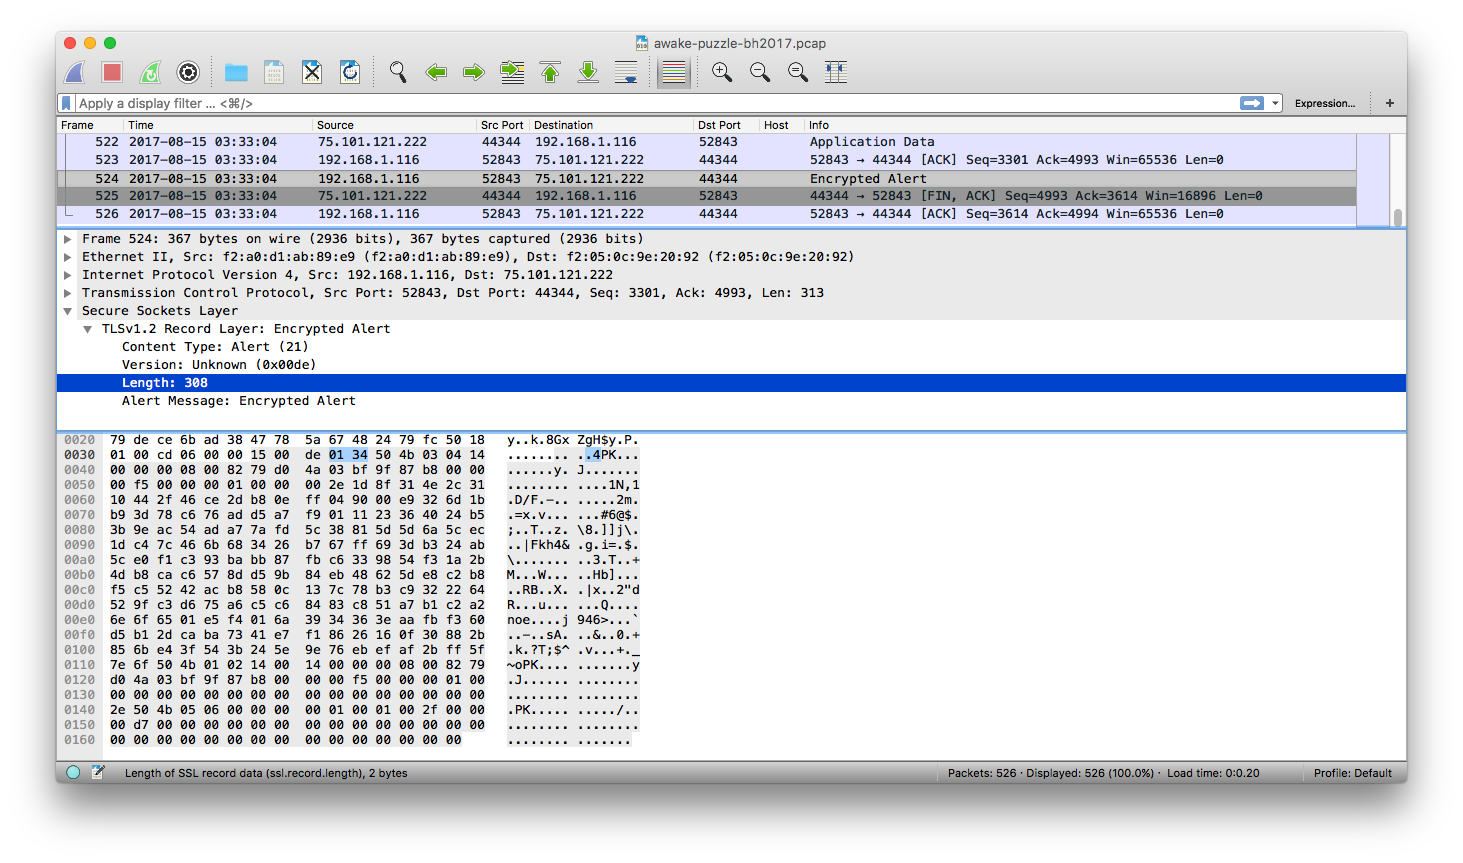 awake-puzzle-bh2017.pcap
Apply a display filter ... <⌘/>
Expression...
+
Frame Time Source Src Port Destination Dst Port Host Info
522 2017-08-15 03:33:04 75.101.121.222 44344 192.168.1.116 52843 Application Data
523 2017-08-15 03:33:04 192.168.1.116 52843 75.101.121.222 44344 52843 → 44344 [ACK] Seq=3301 Ack=4993 Win=65536 Len=0
524 2017-08-15 03:33:04 192.168.1.116 52843 75.101.121.222 44344 Encrypted Alert
525 2017-08-15 03:33:04 75.101.121.222 44344 192.168.1.116 52843 44344 → 52843 [FIN, ACK] Seq=4993 Ack=3614 Win=16896 Len=0
526 2017-08-15 03:33:04 192.168.1.116 52843 75.101.121.222 44344 52843 → 44344 [ACK] Seq=3614 Ack=4994 Win=65536 Len=0
Frame 524: 367 bytes on wire (2936 bits), 367 bytes captured (2936 bits)
Ethernet II, Src: f2:a0:d1:ab:89:e9 (f2:a0:d1:ab:89:e9), Dst: f2:05:0c:9e:20:92 (f2:05:0c:9e:20:92)
Internet Protocol Version 4, Src: 192.168.1.116, Dst: 75.101.121.222
Transmission Control Protocol, Src Port: 52843, Dst Port: 44344, Seq: 3301, Ack: 4993, Len: 313
Secure Sockets Layer
TLSv1.2 Record Layer: Encrypted Alert
Content Type: Alert (21)
Version: Unknown (0x00de)
Length: 308
Alert Message: Encrypted Alert
0020 79 de ce 6b ad 38 47 78 5a 67 48 24 79 fc 50 18 y..k.8Gx ZgH$y.P.
0030 01 00 cd 06 00 00 15 00 de 01 34 50 4b 03 04 14 ........ ..4PK...
0040 00 00 00 08 00 82 79 d0 4a 03 bf 9f 87 b8 00 00 ......y. J.......
0050 00 f5 00 00 00 01 00 00 00 2e 1d 8f 31 4e 2c 31 ........ ....1N,1
0060 10 44 2f 46 ce 2d b8 0e ff 04 90 00 e9 32 6d 1b .D/F.-.. .....2m.
0070 b9 3d 78 c6 76 ad d5 a7 f9 01 11 23 36 40 24 b5 .=x.v... ...#6@$.
0080 3b 9e ac 54 ad a7 7a fd 5c 38 81 5d 5d 6a 5c ec ;..T..z. \8.]]j\.
0090 1d c4 7c 46 6b 68 34 26 b7 67 ff 69 3d b3 24 ab ..|Fkh4& .g.i=.$.
00a0 5c e0 f1 c3 93 ba bb 87 fb c6 33 98 54 f3 1a 2b \....... ..3.T..+
00b0 4d b8 ca c6 57 8d d5 9b 84 eb 48 62 5d e8 c2 b8 M...W... ..Hb]...
00c0 f5 c5 52 42 ac b8 58 0c 13 7c 78 b3 c9 32 22 64 ..RB..X. .|x..2"d
00d0 52 9f c3 d6 75 a6 c5 c6 84 83 c8 51 a7 b1 c2 a2 R...u... ...Q....
00e0 6e 6f 65 01 e5 f4 01 6a 39 34 36 3e aa fb f3 60 noe....j 946>...`
00f0 d5 b1 2d ca ba 73 41 e7 f1 86 26 16 0f 30 88 2b ..-..sA. ..&..0.+
0100 85 6b e4 3f 54 3b 24 5e 9e 76 eb ef af 2b ff 5f .k.?T;$^ .v...+._
0110 7e 6f 50 4b 01 02 14 00 14 00 00 00 08 00 82 79 ~oPK.... .......y
0120 d0 4a 03 bf 9f 87 b8 00 00 00 f5 00 00 00 01 00 .J...... ........
0130 00 00 00 00 00 00 00 00 00 00 00 00 00 00 00 00 ........ ........
0140 2e 50 4b 05 06 00 00 00 00 01 00 01 00 2f 00 00 .PK..... ...../..
0150 00 d7 00 00 00 00 00 00 00 00 00 00 00 00 00 00 ........ ........
0160 00 00 00 00 00 00 00 00 00 00 00 00 00 00 00 ........ .......
Length of SSL record data (ssl.record.length), 2 bytes
Packets: 526 · Displayed: 526 (100.0%) · Load time: 0:0.20
Profile: Default